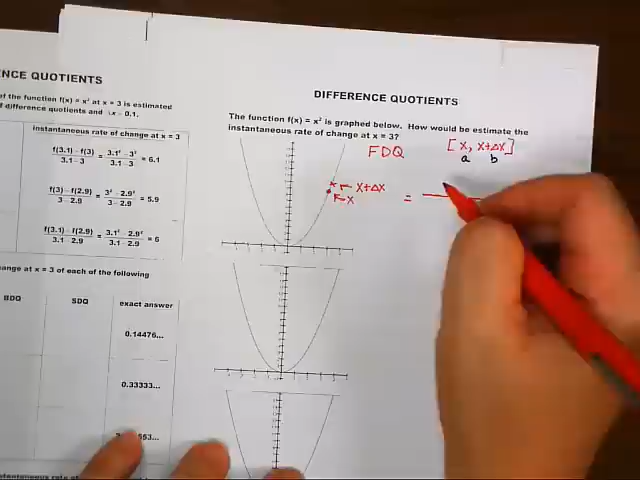 NCE QUOTIENTS
of the function f(x) = x² at x = 3 is estimated
difference quotients and Δx = 0.1.
instantaneous rate of change at x = 3
f(3.1) − f(3) / 3.1 − 3 = 3.1² − 3² / 3.1 − 3 = 6.1
f(3) − f(2.9) / 3 − 2.9 = 3² − 2.9² / 3 − 2.9 = 5.9
f(3.1) − f(2.9) / 3.1 − 2.9 = 3.1² − 2.9² / 3.1 − 2.9 = 6
ange at x = 3 of each of the following
BDQ SDQ exact answer
0.14476...
0.33333...
DIFFERENCE QUOTIENTS
The function f(x) = x² is graphed below. How would be estimate the
instantaneous rate of change at x = 3?
FDQ [x, x+Δx]
a b
x+Δx
x
=